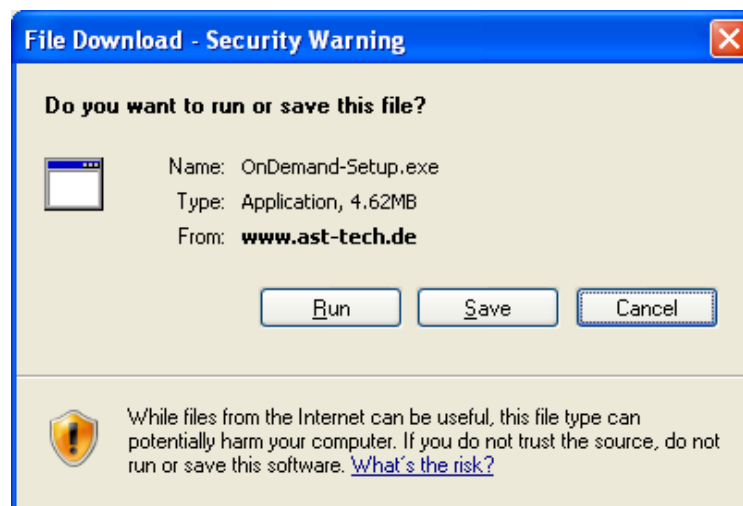 File Download - Security Warning
Do you want to run or save this file?
Name: OnDemand-Setup.exe
Type: Application, 4.62MB
From: www.ast-tech.de
Run Save Cancel
While files from the Internet can be useful, this file type can
potentially harm your computer. If you do not trust the source, do not
run or save this software. What´s the risk?